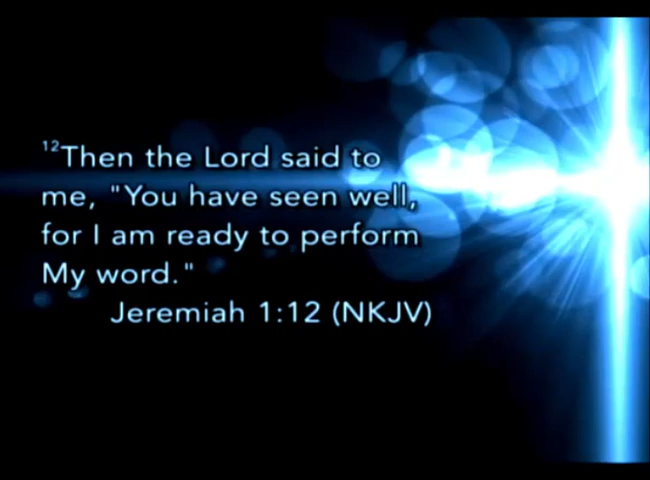 12Then the Lord said to
me, "You have seen well,
for I am ready to perform
My word."
Jeremiah 1:12 (NKJV)